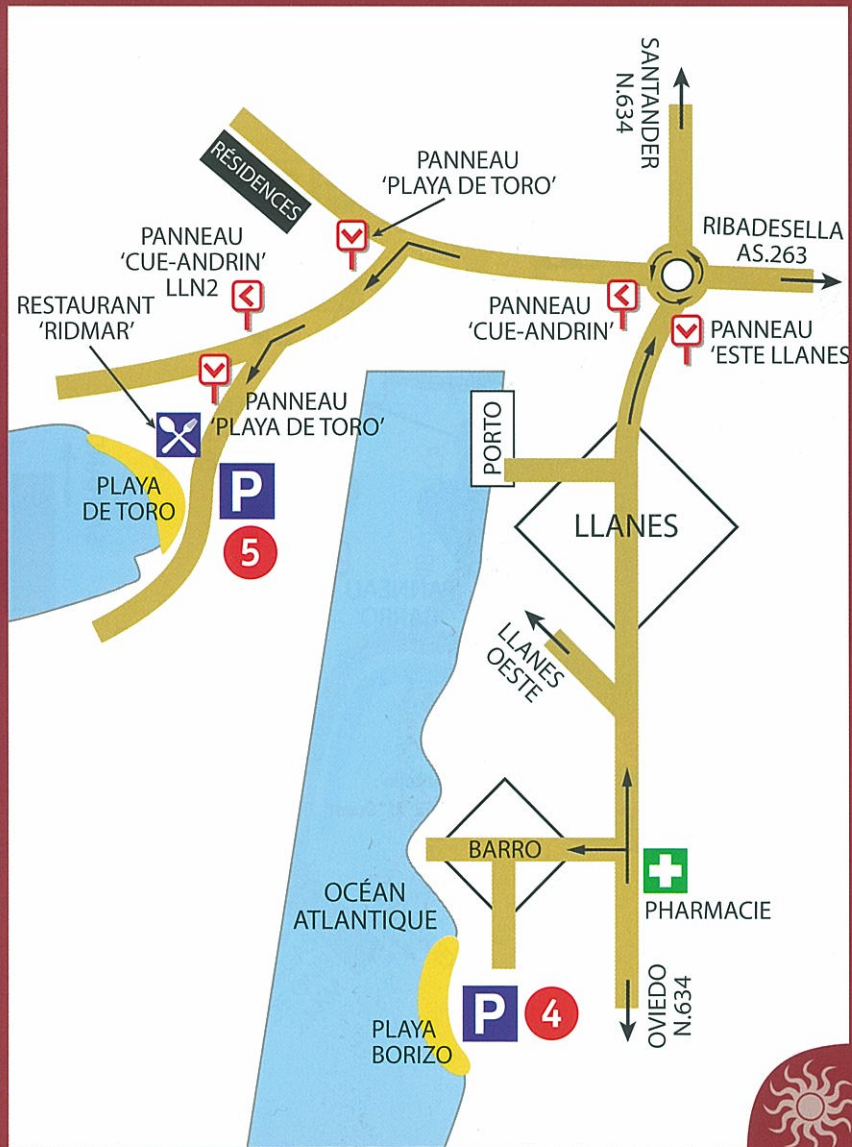 SANTANDER
N.634
RÉSIDENCES
PANNEAU
'PLAYA DE TORO'
RIBADESELLA
AS.263
PANNEAU
'CUE-ANDRIN'
LLN2
RESTAURANT
'RIDMAR'
PANNEAU
'CUE-ANDRIN'
PANNEAU
'ESTE LLANES
PANNEAU
'PLAYA DE TORO'
PORTO
PLAYA
DE TORO
P
5
LLANES
LLANES
OESTE
BARRO
OCÉAN
ATLANTIQUE
PHARMACIE
P
4
PLAYA
BORIZO
OVIEDO
N.634